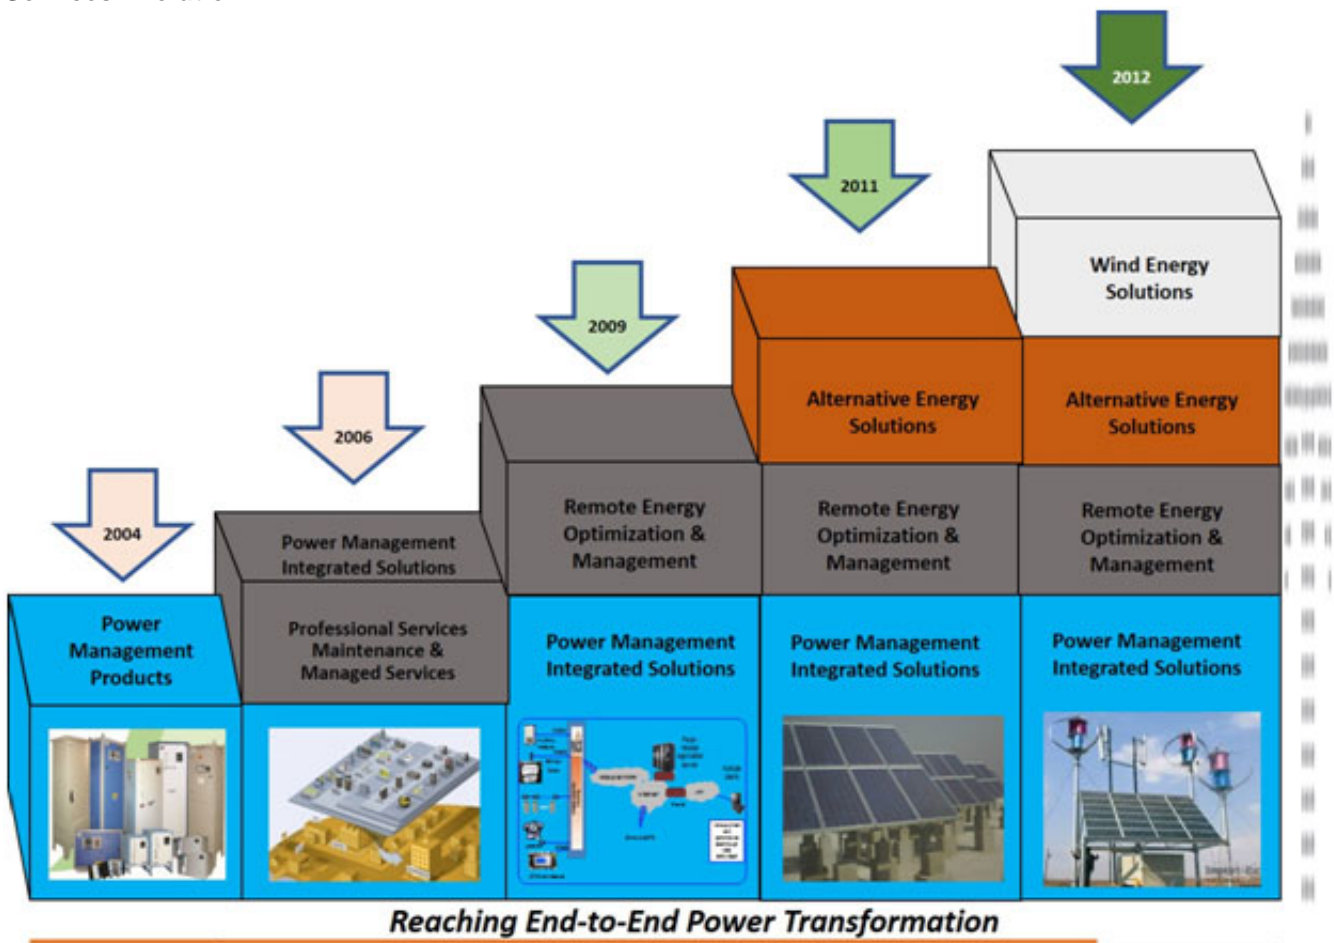 2012
2011
2009
2006
2004
Wind Energy
Solutions
Alternative Energy
Solutions
Alternative Energy
Solutions
Remote Energy
Optimization &
Management
Remote Energy
Optimization &
Management
Remote Energy
Optimization &
Management
Power Management
Integrated Solutions
Professional Services
Maintenance &
Managed Services
Power
Management
Products
Power Management
Integrated Solutions
Power Management
Integrated Solutions
Power Management
Integrated Solutions
Reaching End-to-End Power Transformation